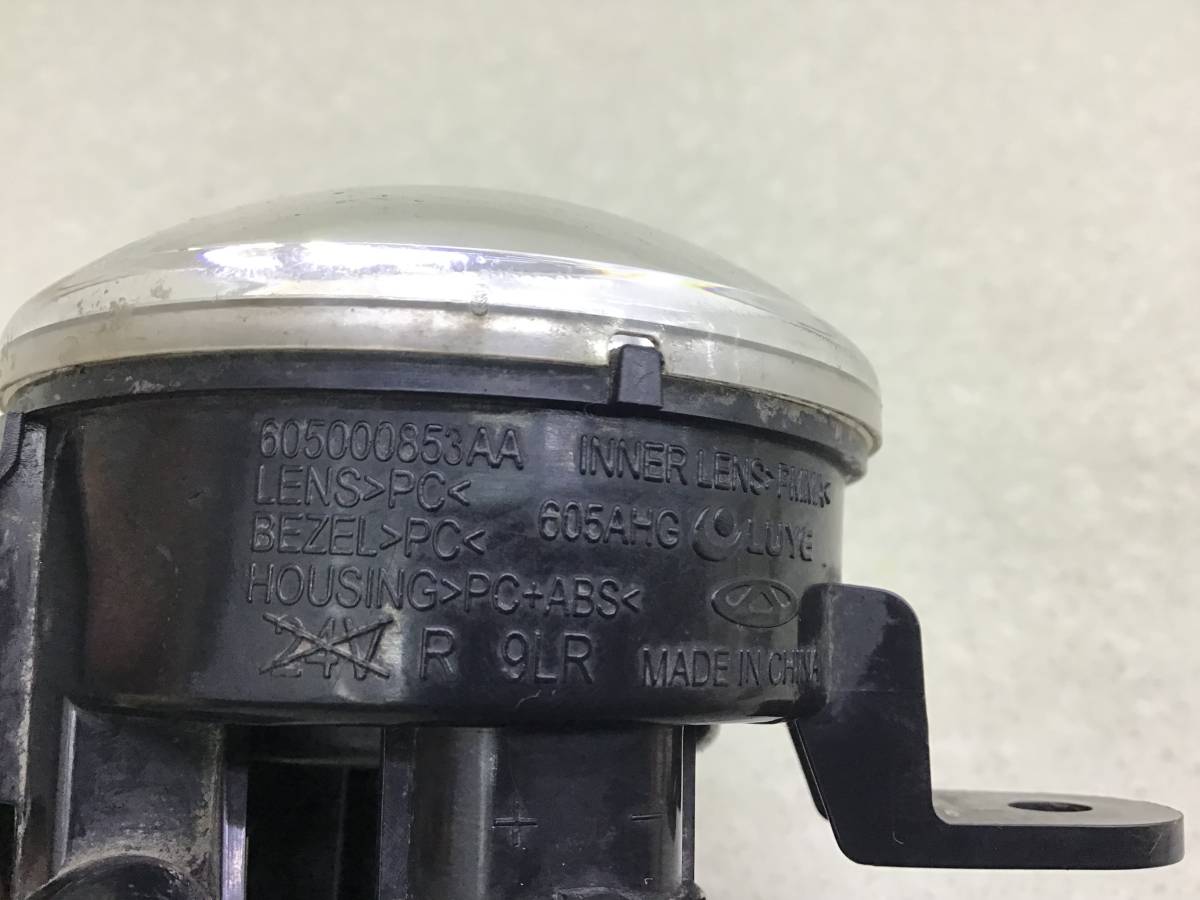 605000853AA
LENS>PC<
BEZEL>PC<
HOUSING>PC+ABS<
24V R 9LR
INNER LENS>PMMA<
605AHG LUYE
MADE IN CHINA
+ -